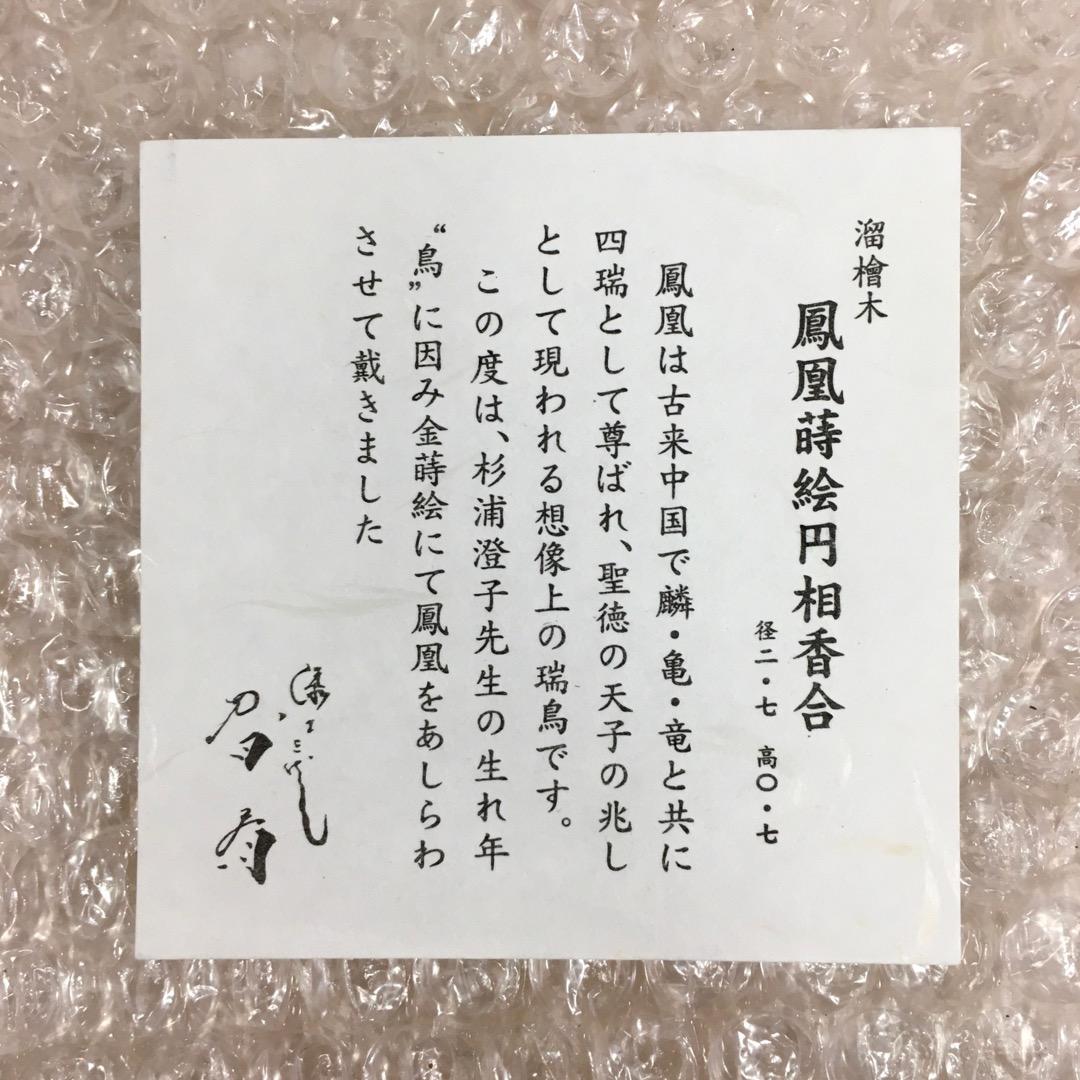 溜檜木
鳳凰蒔絵円相香合
径二・七 高〇・七
鳳凰は古来中国で麟・亀・竜と共に
四瑞として尊ばれ、聖徳の天子の兆し
として現われる想像上の瑞鳥です。
この度は、杉浦澄子先生の生れ年
“鳥”に因み金蒔絵にて鳳凰をあしらわ
させて戴きました